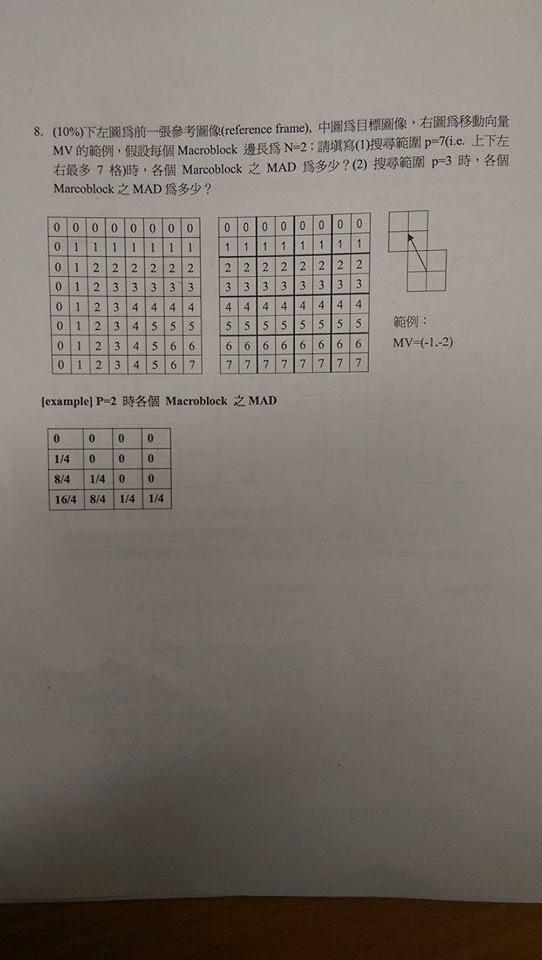 8. (10%)下左圖爲前一張參考圖像(reference frame), 中圖爲目標圖像，右圖爲移動向量
MV 的範例，假設每個 Macroblock 邊長爲 N=2；請填寫(1)搜尋範圍 p=7(i.e. 上下左
右最多 7 格)時，各個 Marcoblock 之 MAD 爲多少？(2) 搜尋範圍 p=3 時，各個
Marcoblock 之 MAD 爲多少？
0 0 0 0 0 0 0 0 0 0 0 0 0 0 0 0
0 1 1 1 1 1 1 1 1 1 1 1 1 1 1 1
0 1 2 2 2 2 2 2 2 2 2 2 2 2 2 2
0 1 2 3 3 3 3 3 3 3 3 3 3 3 3 3
0 1 2 3 4 4 4 4 4 4 4 4 4 4 4 4
0 1 2 3 4 5 5 5 5 5 5 5 5 5 5 5
0 1 2 3 4 5 6 6 6 6 6 6 6 6 6 6
0 1 2 3 4 5 6 7 7 7 7 7 7 7 7 7
範例：
MV=(-1.-2)
[example] P=2 時各個 Macroblock 之 MAD
0 0 0 0
1/4 0 0 0
8/4 1/4 0 0
16/4 8/4 1/4 1/4